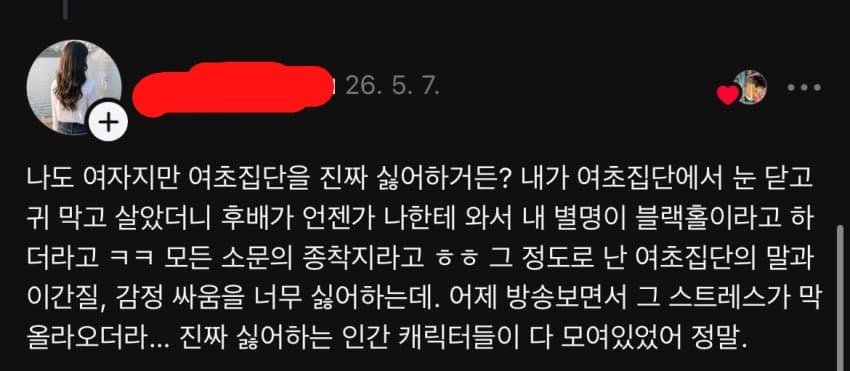 26. 5. 7.
나도 여자지만 여초집단을 진짜 싫어하거든? 내가 여초집단에서 눈 닫고
귀 막고 살았더니 후배가 언젠가 나한테 와서 내 별명이 블랙홀이라고 하
더라고 ㅋㅋ 모든 소문의 종착지라고 ㅎㅎ 그 정도로 난 여초집단의 말과
이간질, 감정 싸움을 너무 싫어하는데. 어제 방송보면서 그 스트레스가 막
올라오더라... 진짜 싫어하는 인간 캐릭터들이 다 모여있었어 정말.